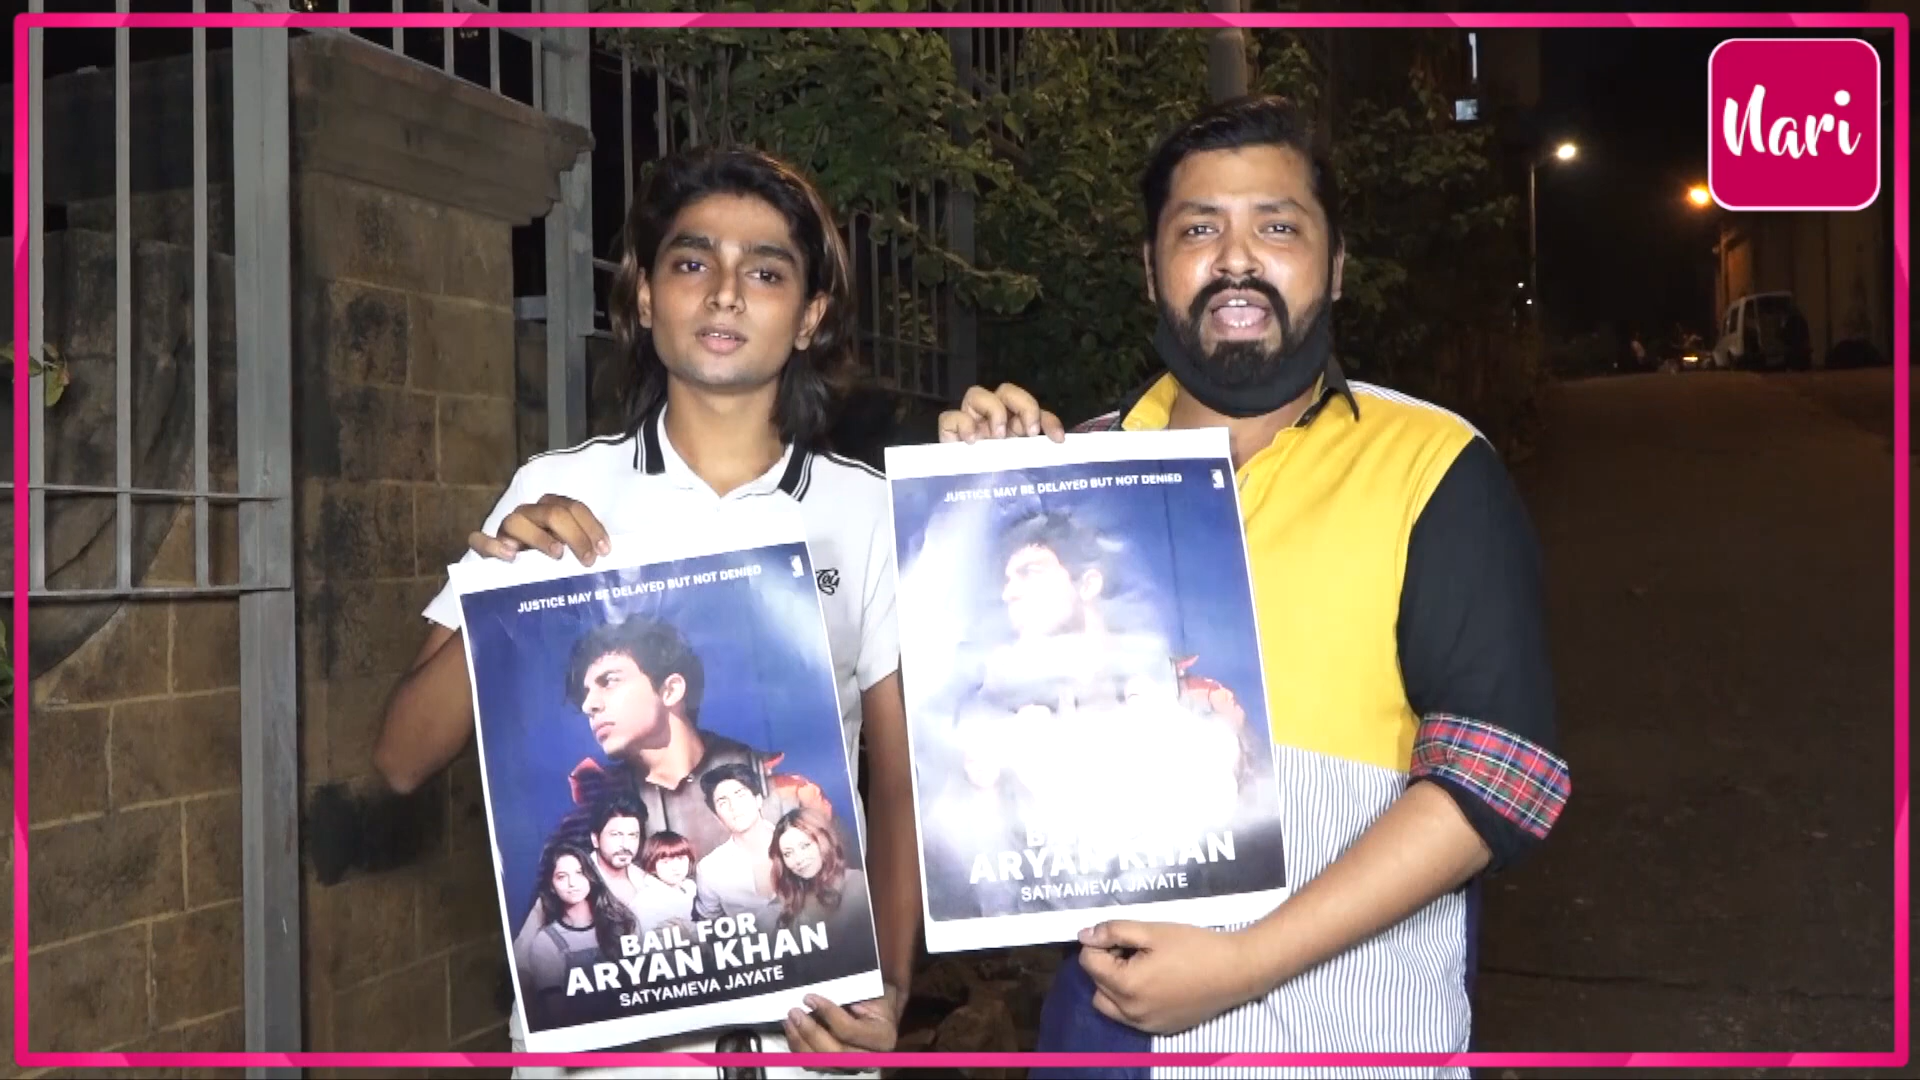 Nari
JUSTICE MAY BE DELAYED BUT NOT DENIED
BAIL FOR
ARYAN KHAN
SATYAMEVA JAYATE
JUSTICE MAY BE DELAYED BUT NOT DENIED
ARYAN KHAN
SATYAMEVA JAYATE